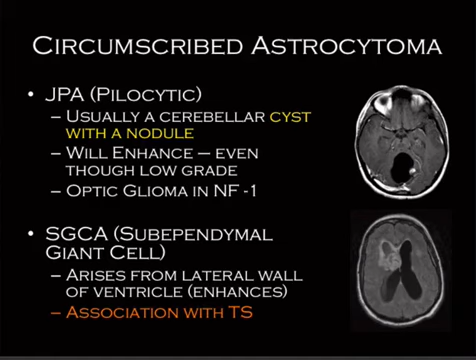 Circumscribed Astrocytoma
• JPA (Pilocytic)
– Usually a cerebellar cyst
with a nodule
– Will Enhance – even
though low grade
– Optic Glioma in NF -1
• SGCA (Subependymal
Giant Cell)
– Arises from lateral wall
of ventricle (enhances)
– Association with TS